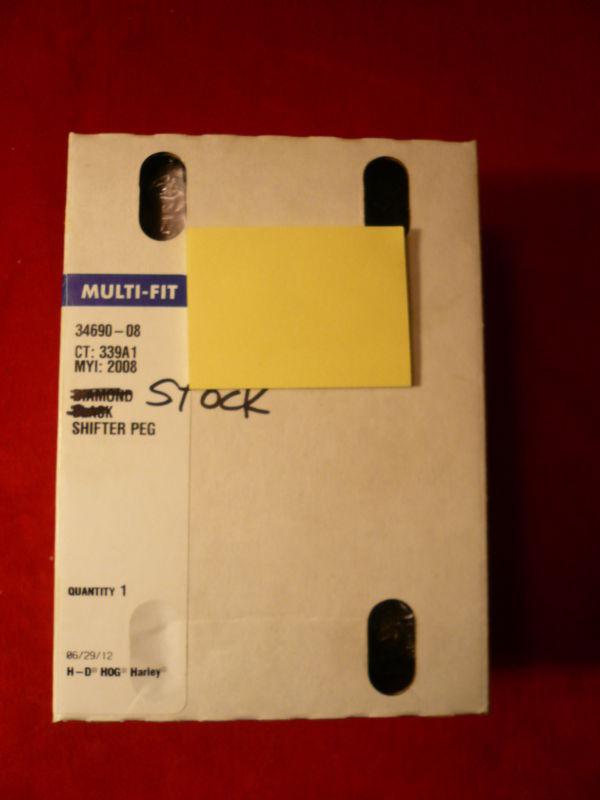 MULTI-FIT
34690-08
CT: 339A1
MYI: 2008
DIAMOND STOCK
BLACK
SHIFTER PEG
QUANTITY 1
06/29/12
H-D® HOG® Harley®